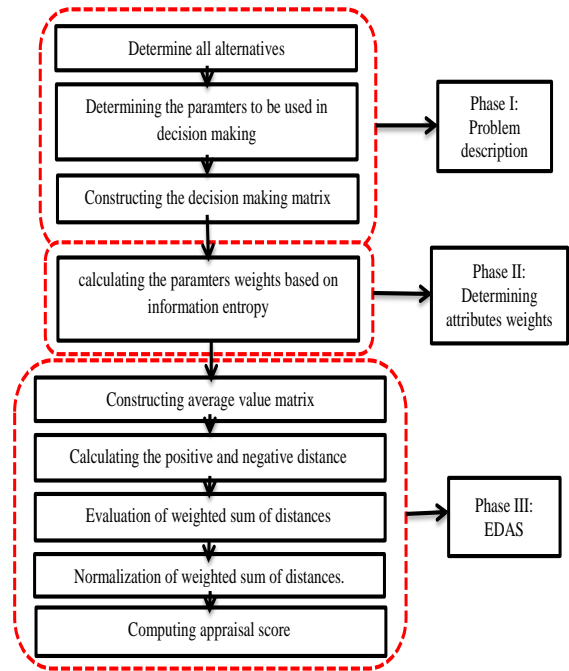 Determine all alternatives
Determining the paramters to be used in
decision making
Constructing the decision making matrix
Phase I:
Problem
description
calculating the paramters weights based on
information entropy
Phase II:
Determining
attributes weights
Constructing average value matrix
Calculating the positive and negative distance
Evaluation of weighted sum of distances
Normalization of weighted sum of distances.
Computing appraisal score
Phase III:
EDAS